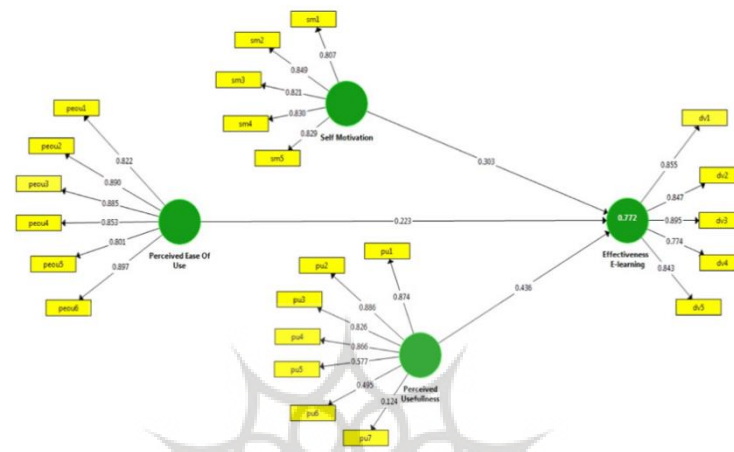 sm1
sm2
sm3
sm4
sm5
0.807
0.849
0.821
0.830
0.829
Self Motivation
peou1
peou2
peou3
peou4
peou5
peou6
0.822
0.890
0.885
0.853
0.801
0.897
Perceived Ease Of
Use
0.303
0.223
0.436
pu1
pu2
pu3
pu4
pu5
pu6
pu7
0.874
0.886
0.826
0.866
0.577
0.495
0.124
Perceived
Usefullness
0.772
Effectiveness
E-learning
dv1
dv2
dv3
dv4
dv5
0.855
0.847
0.895
0.774
0.843